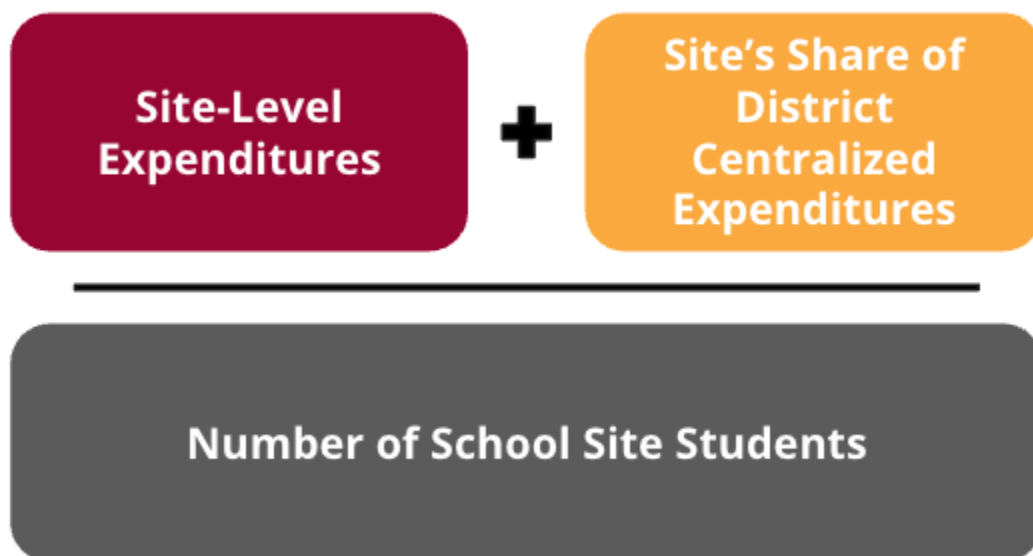 Site-Level
Expenditures
+
Site’s Share of
District
Centralized
Expenditures
Number of School Site Students